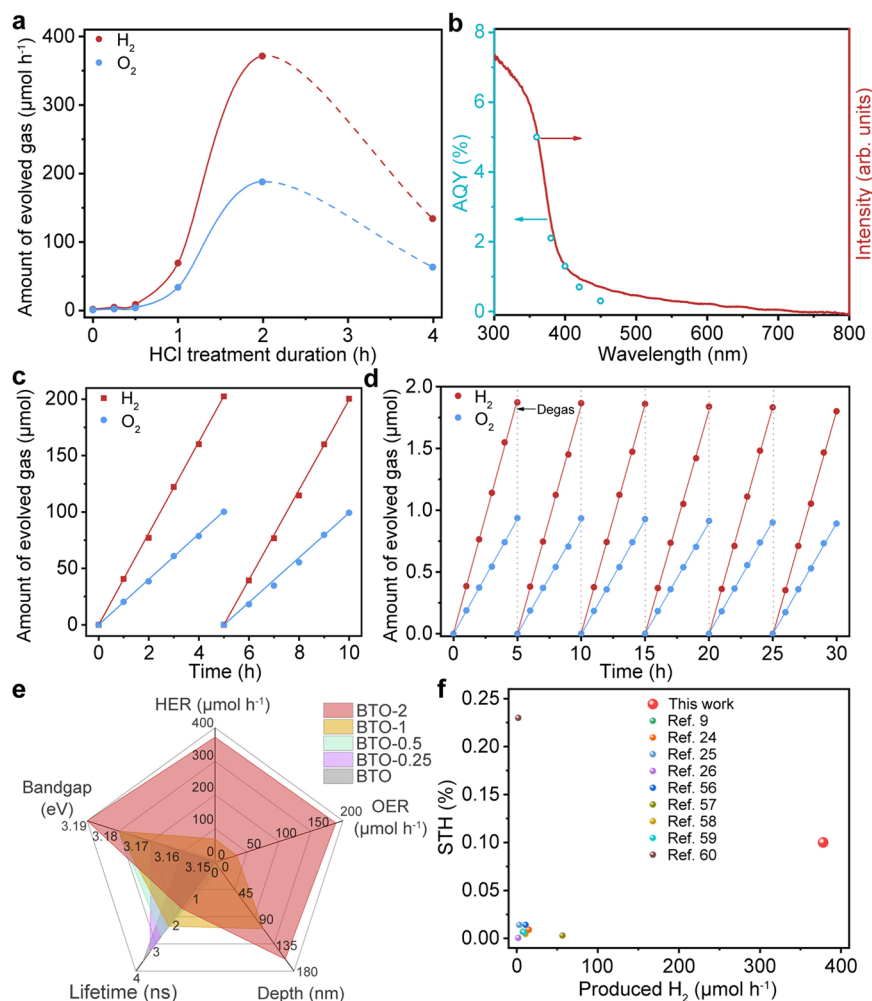 a
H₂
O₂
Amount of evolved gas (μmol h⁻¹)
400
300
200
100
0
0 1 2 3 4
HCl treatment duration (h)
b
AQY (%)
8
6
4
2
0
300 400 500 600 700 800
Wavelength (nm)
Intensity (arb. units)
c
H₂
O₂
Amount of evolved gas (μmol)
200
150
100
50
0
0 2 4 6 8 10
Time (h)
d
H₂
O₂
Degas
Amount of evolved gas (μmol)
2.0
1.5
1.0
0.5
0.0
0 5 10 15 20 25 30
Time (h)
e
HER (μmol h⁻¹)
400
300
200
100
0
BTO-2
BTO-1
BTO-0.5
BTO-0.25
BTO
Bandgap
(eV)
3.19
3.18
3.17
3.16
3.15
OER
(μmol h⁻¹)
200
150
100
50
0
0
45
90
135
180
Depth (nm)
0
1
2
3
4
Lifetime (ns)
f
STH (%)
0.25
0.20
0.15
0.10
0.05
0.00
This work
Ref. 9
Ref. 24
Ref. 25
Ref. 26
Ref. 56
Ref. 57
Ref. 58
Ref. 59
Ref. 60
0 100 200 300 400
Produced H₂ (μmol h⁻¹)